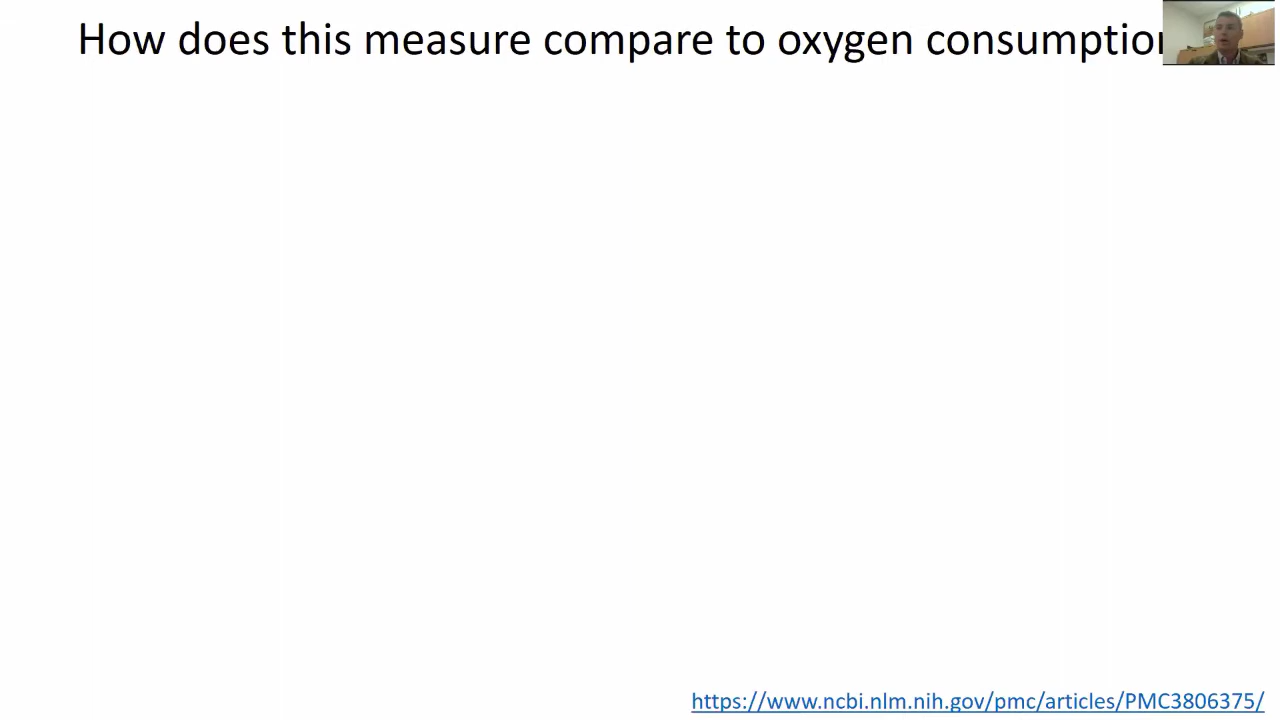 How does this measure compare to oxygen consumption
https://www.ncbi.nlm.nih.gov/pmc/articles/PMC3806375/